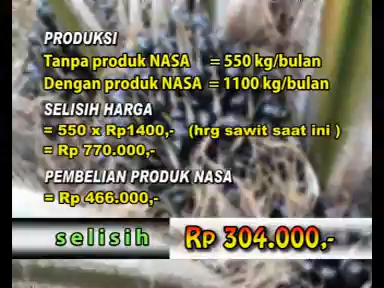 PRODUKSI
Tanpa produk NASA = 550 kg/bulan
Dengan produk NASA = 1100 kg/bulan
SELISIH HARGA
= 550 x Rp1400,- (hrg sawit saat ini )
= Rp 770.000,-
PEMBELIAN PRODUK NASA
= Rp 466.000,-
selisih Rp 304.000,-